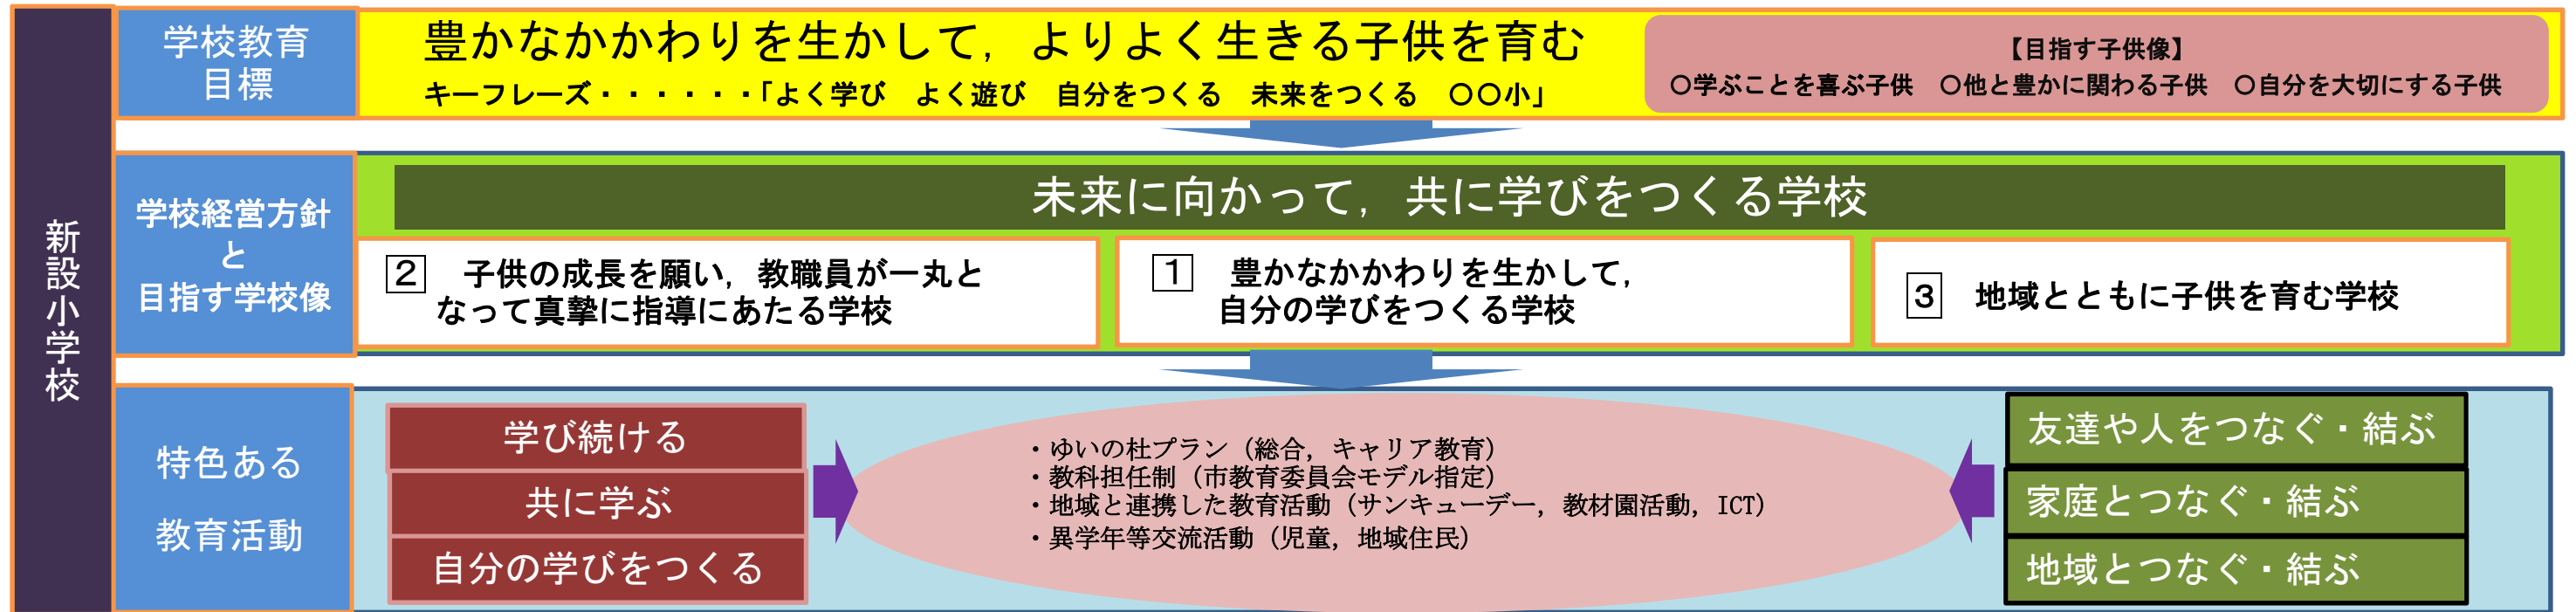 新設小学校
学校教育
目標
豊かなかかわりを生かして，よりよく生きる子供を育む
キーフレーズ・・・・・・「よく学び　よく遊び　自分をつくる　未来をつくる　○○小」
【目指す子供像】
○学ぶことを喜ぶ子供　○他と豊かに関わる子供　○自分を大切にする子供
学校経営方針
と
目指す学校像
未来に向かって，共に学びをつくる学校
2　子供の成長を願い，教職員が一丸と
なって真摯に指導にあたる学校
1　豊かなかかわりを生かして，
自分の学びをつくる学校
3　地域とともに子供を育む学校
特色ある
教育活動
学び続ける
共に学ぶ
自分の学びをつくる
・ゆいの杜プラン（総合，キャリア教育）
・教科担任制（市教育委員会モデル指定）
・地域と連携した教育活動（サンキューデー，教材園活動，ICT）
・異学年等交流活動（児童，地域住民）
友達や人をつなぐ・結ぶ
家庭とつなぐ・結ぶ
地域とつなぐ・結ぶ